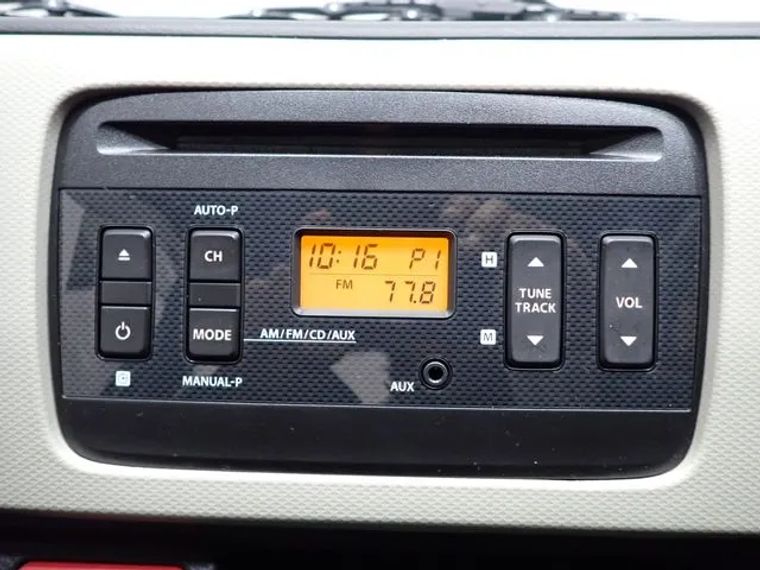 AUTO-P
CH
MODE
MANUAL-P
10:16 P1
FM 77.8
AM/FM/CD/AUX
AUX
H
M
TUNE
TRACK
VOL